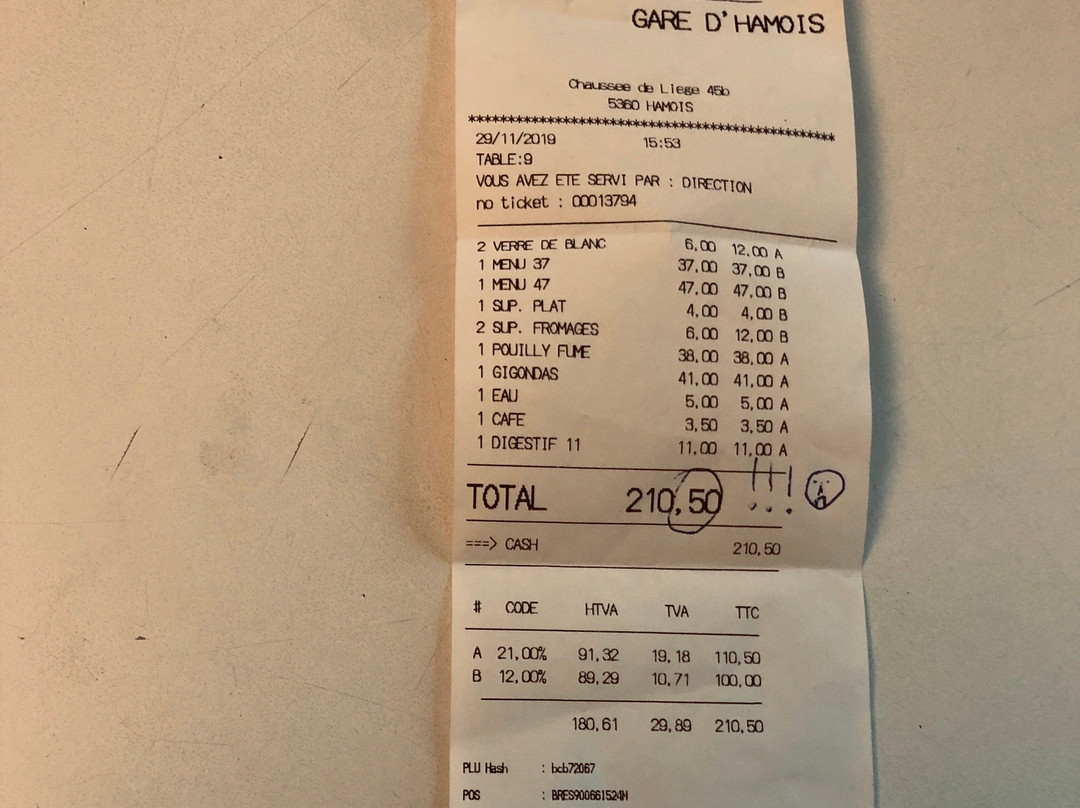 GARE D'HAMOIS
Chaussee de Liege 45b
5360 HAMOIS
******************************************************
29/11/2019 15:53
TABLE:9
VOUS AVEZ ETE SERVI PAR : DIRECTION
no ticket : 00013794
2 VERRE DE BLANC 6,00 12,00 A
1 MENU 37 37,00 37,00 B
1 MENU 47 47,00 47,00 B
1 SUP. PLAT 4,00 4,00 B
2 SUP. FROMAGES 6,00 12,00 B
1 POUILLY FUME 38,00 38,00 A
1 GIGONDAS 41,00 41,00 A
1 EAU 5,00 5,00 A
1 CAFE 3,50 3,50 A
1 DIGESTIF 11 11,00 11,00 A
TOTAL 210,50 !!!
===> CASH 210,50
# CODE HTVA TVA TTC
A 21,00% 91,32 19,18 110,50
B 12,00% 89,29 10,71 100,00
180,61 29,89 210,50
PLU Hash : bcb72067
POS : BRES900661524H